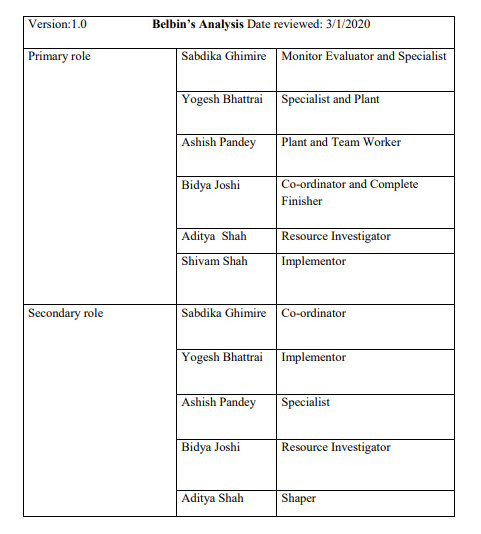 Version:1.0 Belbin's Analysis Date reviewed: 3/1/2020
Primary role Sabdika Ghimire Monitor Evaluator and Specialist
Yogesh Bhattrai Specialist and Plant
Ashish Pandey Plant and Team Worker
Bidya Joshi Co-ordinator and Complete
Finisher
Aditya Shah Resource Investigator
Shivam Shah Implementor
Secondary role Sabdika Ghimire Co-ordinator
Yogesh Bhattrai Implementor
Ashish Pandey Specialist
Bidya Joshi Resource Investigator
Aditya Shah Shaper